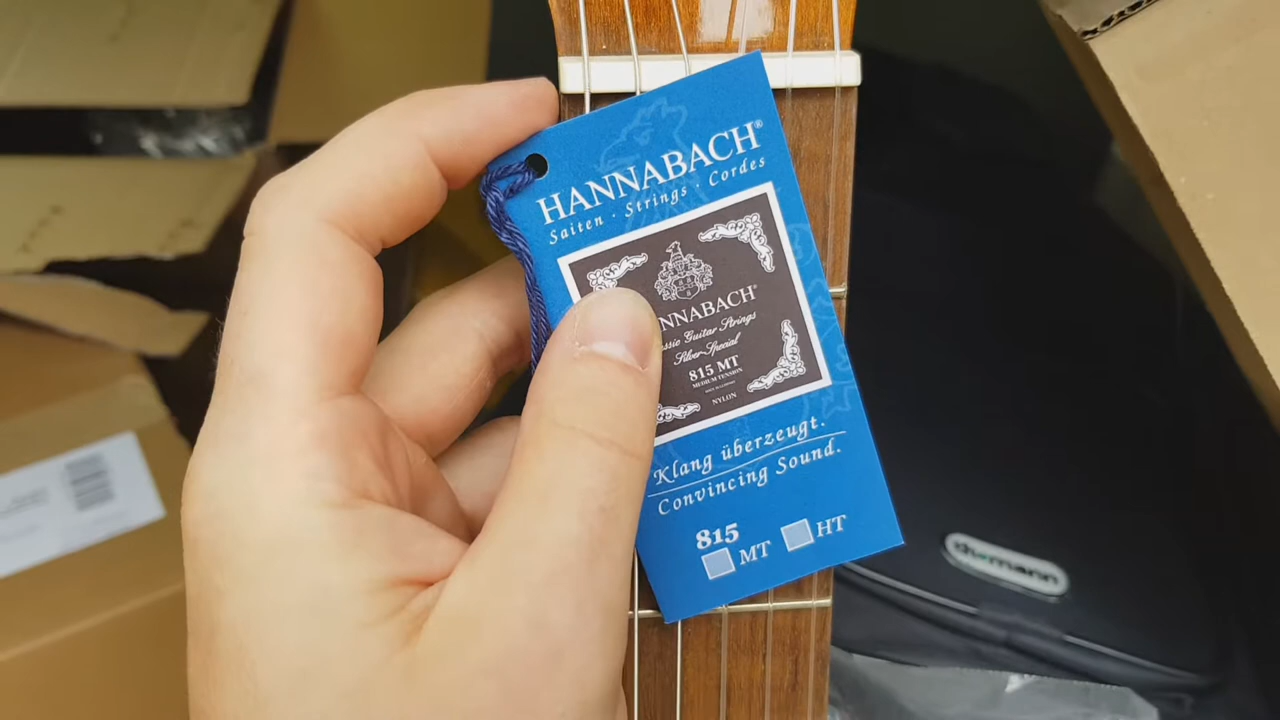 HANNABACH®
Saiten · Strings · Cordes
NNABACH®
ssic Guitar Strings
Silver Special
815 MT
MEDIUM TENSION
NYLON
Klang überzeugt.
Convincing Sound.
815
MT
HT
thomann